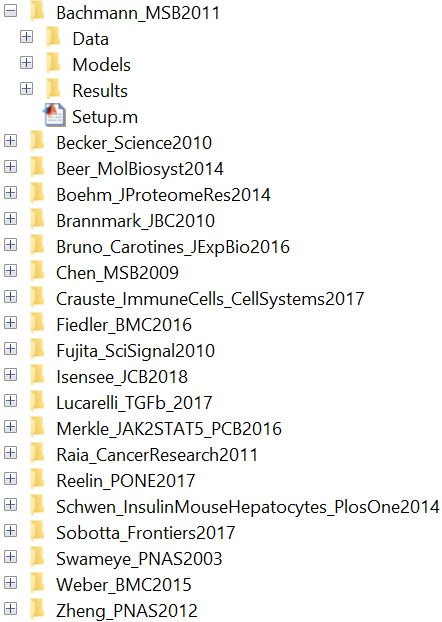 Bachmann_MSB2011
Data
Models
Results
Setup.m
Becker_Science2010
Beer_MolBiosyst2014
Boehm_JProteomeRes2014
Brannmark_JBC2010
Bruno_Carotines_JExpBio2016
Chen_MSB2009
Crauste_ImmuneCells_CellSystems2017
Fiedler_BMC2016
Fujita_SciSignal2010
Isensee_JCB2018
Lucarelli_TGFb_2017
Merkle_JAK2STAT5_PCB2016
Raia_CancerResearch2011
Reelin_PONE2017
Schwen_InsulinMouseHepatocytes_PlosOne2014
Sobotta_Frontiers2017
Swameye_PNAS2003
Weber_BMC2015
Zheng_PNAS2012